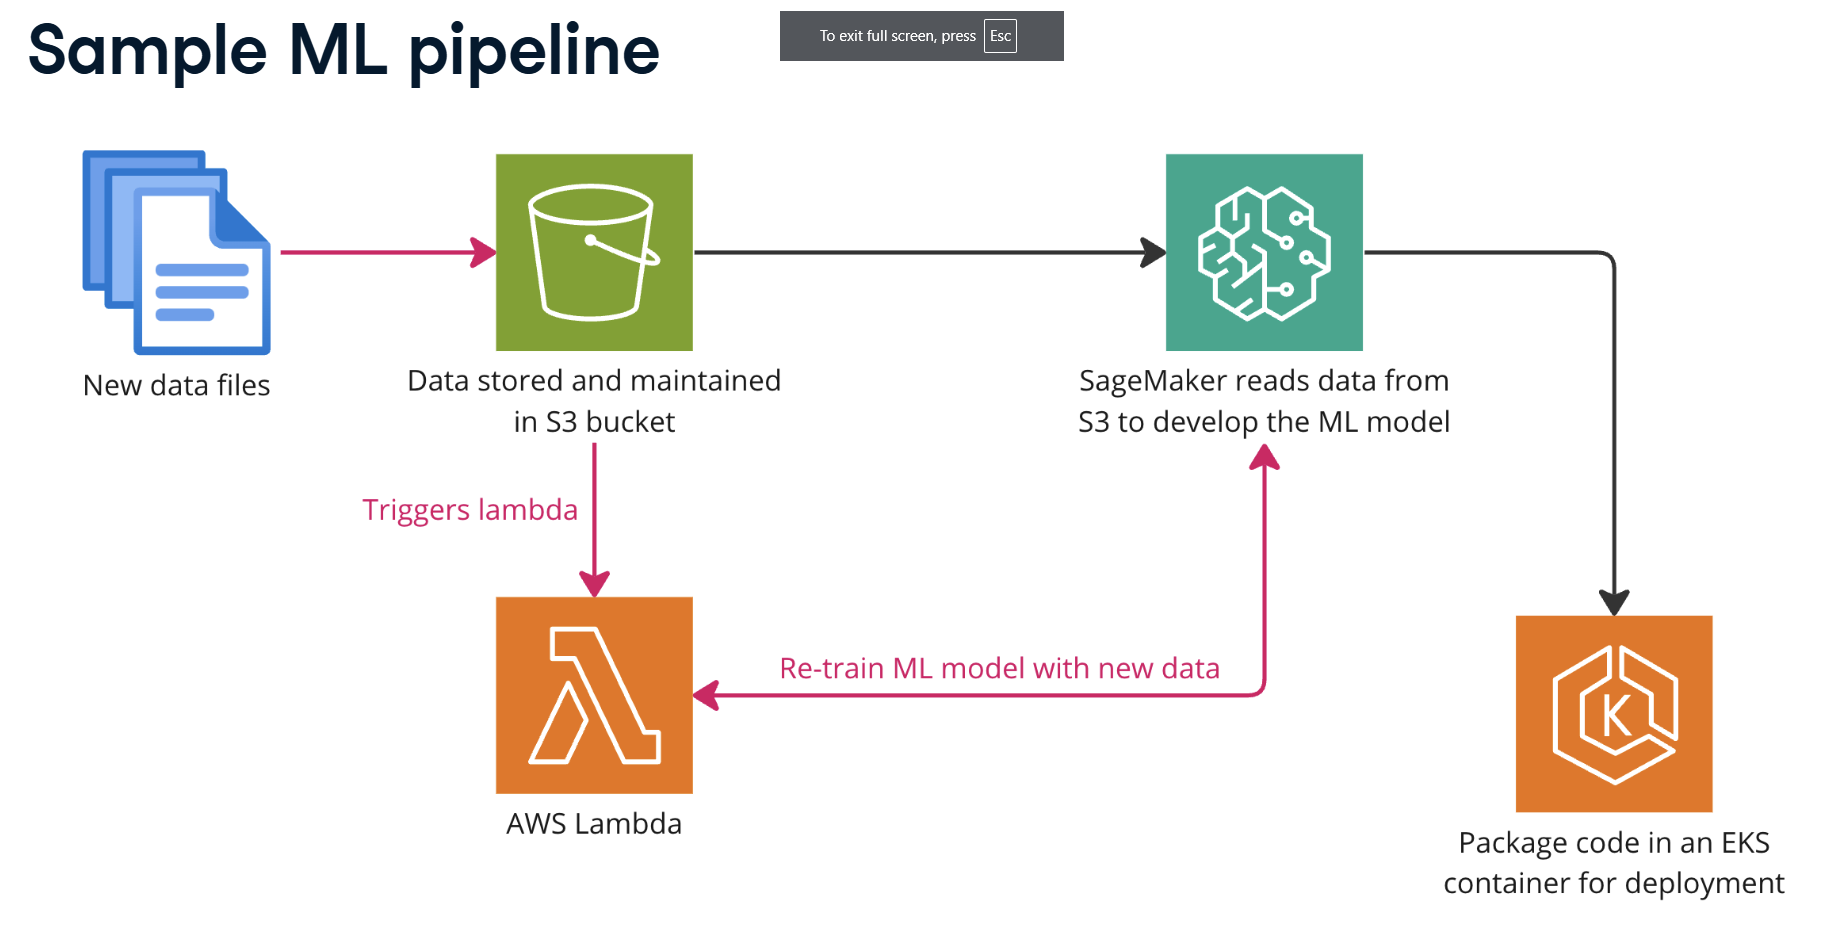 Sample ML pipeline
To exit full screen, press Esc
New data files
Data stored and maintained
in S3 bucket
SageMaker reads data from
S3 to develop the ML model
Triggers lambda
Re-train ML model with new data
AWS Lambda
K
Package code in an EKS
container for deployment